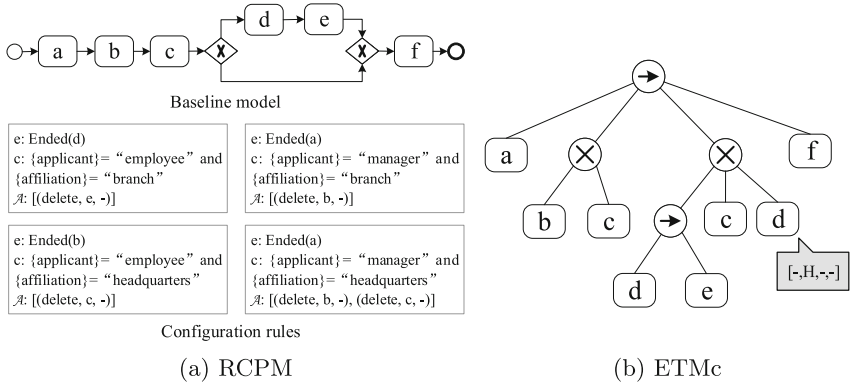 d e
a b c X X f
Baseline model
e: Ended(d)
c: {applicant}= “employee” and
{affiliation}= “branch”
𝒜: [(delete, e, -)]
e: Ended(a)
c: {applicant}= “manager” and
{affiliation}= “branch”
𝒜: [(delete, b, -)]
e: Ended(b)
c: {applicant}= “employee” and
{affiliation}= “headquarters”
𝒜: [(delete, c, -)]
e: Ended(a)
c: {applicant}= “manager” and
{affiliation}= “headquarters”
𝒜: [(delete, b, -), (delete, c, -)]
Configuration rules
(a) RCPM
a f
b c c d
[-,H,-,-]
d e
(b) ETMc